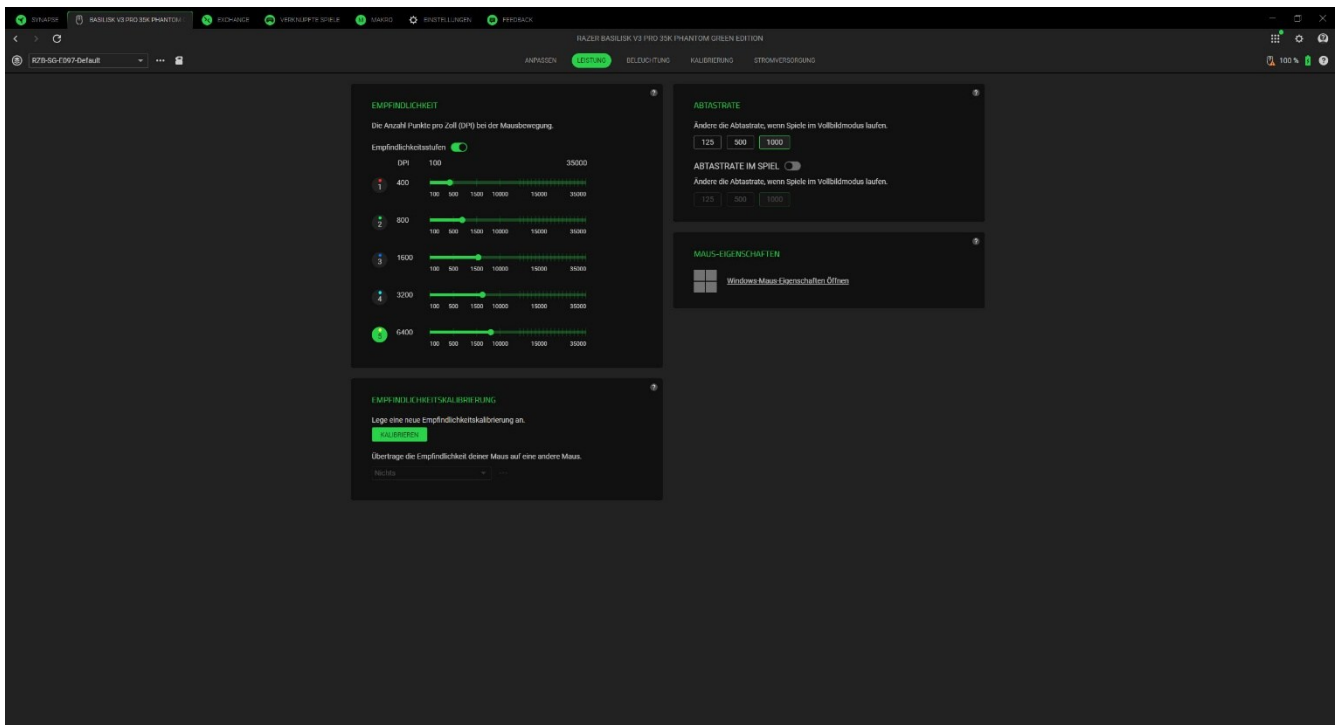 SYNAPSE BASILISK V3 PRO 35K PHANTOM EXCHANGE VERKNÜPFTE SPIELE MAKRO EINSTELLUNGEN FEEDBACK
RAZER BASILISK V3 PRO 35K PHANTOM GREEN EDITION
RZB-SG-E097-Default
ANPASSEN LEISTUNG BELEUCHTUNG KALIBRIERUNG STROMVERSORGUNG
100 %
EMPFINDLICHKEIT
Die Anzahl Punkte pro Zoll (DPI) bei der Mausbewegung.
Empfindlichkeitsstufen
DPI 100 35000
1 400
100 500 1500 10000 15000 35000
2 800
100 500 1500 10000 15000 35000
3 1600
100 500 1500 10000 15000 35000
4 3200
100 500 1500 10000 15000 35000
5 6400
100 500 1500 10000 15000 35000
EMPFINDLICHKEITSKALIBRIERUNG
Lege eine neue Empfindlichkeitskalibrierung an.
KALIBRIEREN
Übertrage die Empfindlichkeit deiner Maus auf eine andere Maus.
Nichts
ABTASTRATE
Ändere die Abtastrate, wenn Spiele im Vollbildmodus laufen.
125 500 1000
ABTASTRATE IM SPIEL
Ändere die Abtastrate, wenn Spiele im Vollbildmodus laufen.
125 500 1000
MAUS-EIGENSCHAFTEN
Windows-Maus-Eigenschaften Öffnen